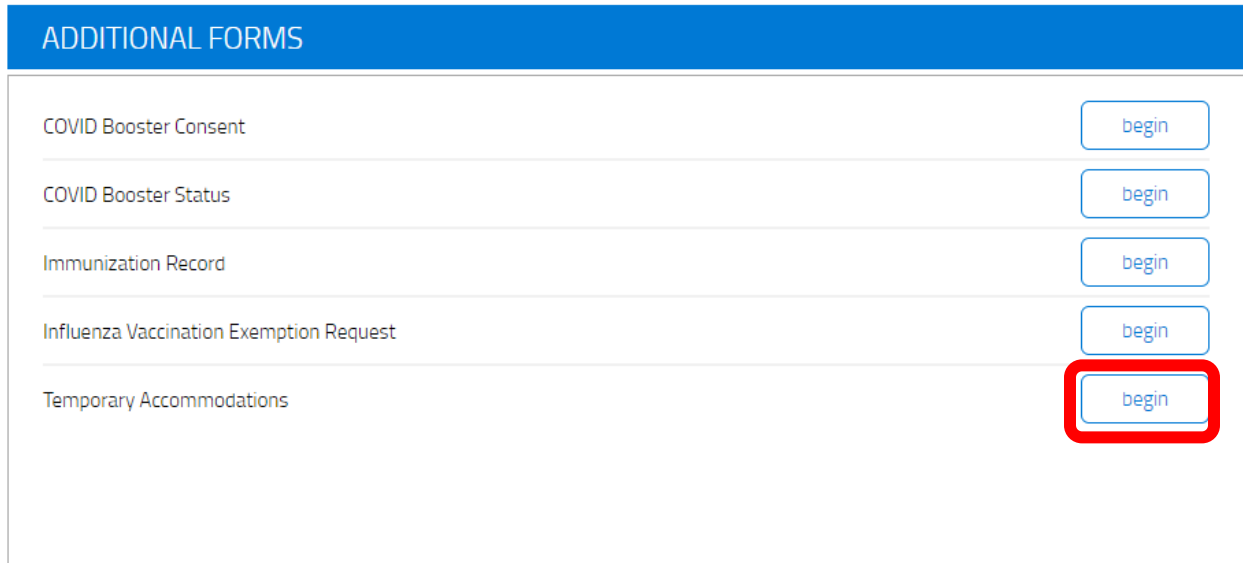 ADDITIONAL FORMS
COVID Booster Consent begin
COVID Booster Status begin
Immunization Record begin
Influenza Vaccination Exemption Request begin
Temporary Accommodations begin